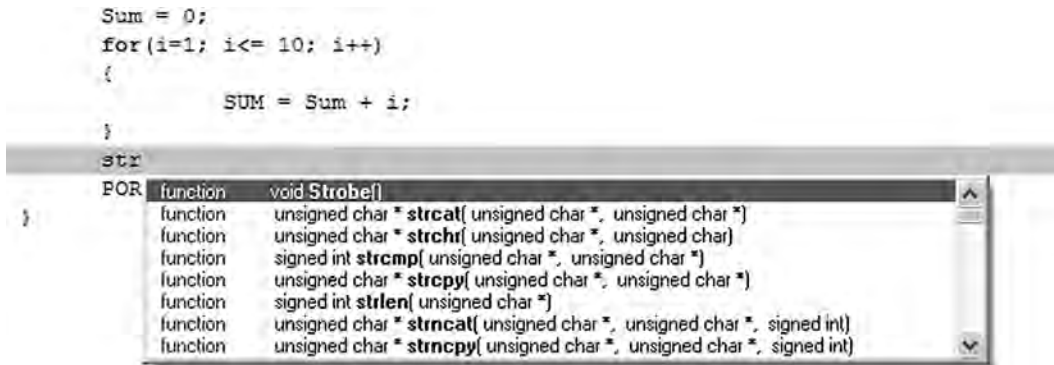 Sum = 0;
for(i=1; i<= 10; i++)
{
SUM = Sum + i;
}
str
POR
}
function void Strobe()
function unsigned char * strcat( unsigned char *, unsigned char *)
function unsigned char * strchr( unsigned char *, unsigned char)
function signed int strcmp( unsigned char *, unsigned char *)
function unsigned char * strcpy( unsigned char *, unsigned char *)
function signed int strlen( unsigned char *)
function unsigned char * strncat( unsigned char *, unsigned char *, signed int)
function unsigned char * strncpy( unsigned char *, unsigned char *, signed int)